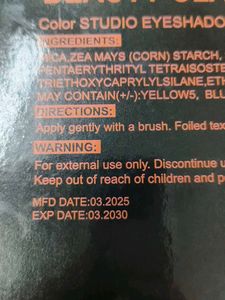 Color STUDIO EYESHADO
INGREDIENTS:
MICA,ZEA MAYS (CORN) STARCH,
PENTAERYTHRITYL TETRAISOSTE
TRIETHOXYCAPRYLYLSILANE,ETH
MAY CONTAIN(+/-):YELLOW5, BLU
DIRECTIONS:
Apply gently with a brush. Foiled tex
WARNING:
For external use only. Discontinue u
Keep out of reach of children and p
MFD DATE:03.2025
EXP DATE:03.2030